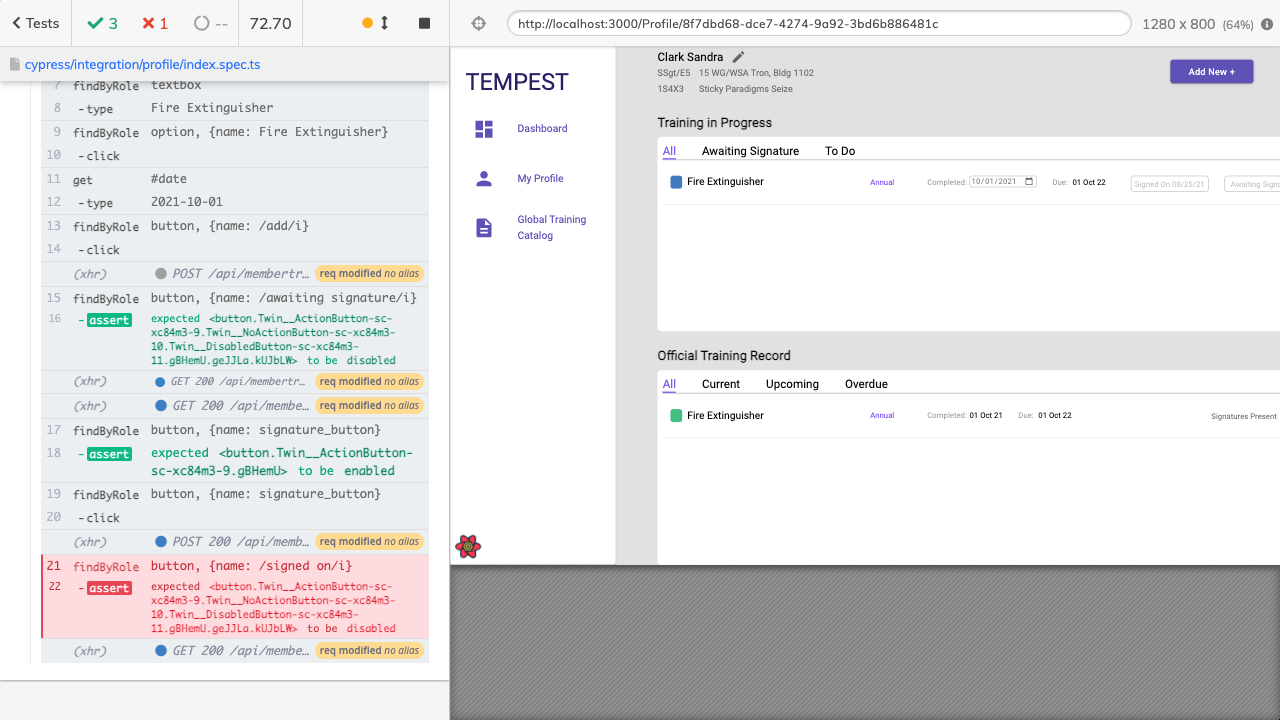 Tests
3
1
--
72.70
cypress/integration/profile/index.spec.ts
7 findByRole textbox
8 -type Fire Extinguisher
9 findByRole option, {name: Fire Extinguisher}
10 -click
11 get #date
12 -type 2021-10-01
13 findByRole button, {name: /add/i}
14 -click
(xhr) POST /api/membertr… req modified no alias
15 findByRole button, {name: /awaiting signature/i}
16 -assert expected <button.Twin__ActionButton-sc-
xc84m3-9.Twin__NoActionButton-sc-xc84m3-
10.Twin__DisabledButton-sc-xc84m3-
11.gBHemU.geJJLa.kUJbLW> to be disabled
(xhr) GET 200 /api/membertr… req modified no alias
(xhr) GET 200 /api/membe… req modified no alias
17 findByRole button, {name: signature_button}
18 -assert expected <button.Twin__ActionButton-
sc-xc84m3-9.gBHemU> to be enabled
19 findByRole button, {name: signature_button}
20 -click
(xhr) POST 200 /api/memb… req modified no alias
21 findByRole button, {name: /signed on/i}
22 -assert expected <button.Twin__ActionButton-sc-
xc84m3-9.Twin__NoActionButton-sc-xc84m3-
10.Twin__DisabledButton-sc-xc84m3-
11.gBHemU.geJJLa.kUJbLW> to be disabled
(xhr) GET 200 /api/membe… req modified no alias
http://localhost:3000/Profile/8f7dbd68-dce7-4274-9a92-3bd6b886481c
1280 x 800 (64%)
TEMPEST
Dashboard
My Profile
Global Training
Catalog
Clark Sandra
SSgt/E5 15 WG/WSA Tron, Bldg 1102
1S4X3 Sticky Paradigms Seize
Add New +
Training in Progress
All Awaiting Signature To Do
Fire Extinguisher Annual Completed: 10/01/2021 Due: 01 Oct 22 Signed On 08/25/21 Awaiting Signa
Official Training Record
All Current Upcoming Overdue
Fire Extinguisher Annual Completed: 01 Oct 21 Due: 01 Oct 22 Signatures Present